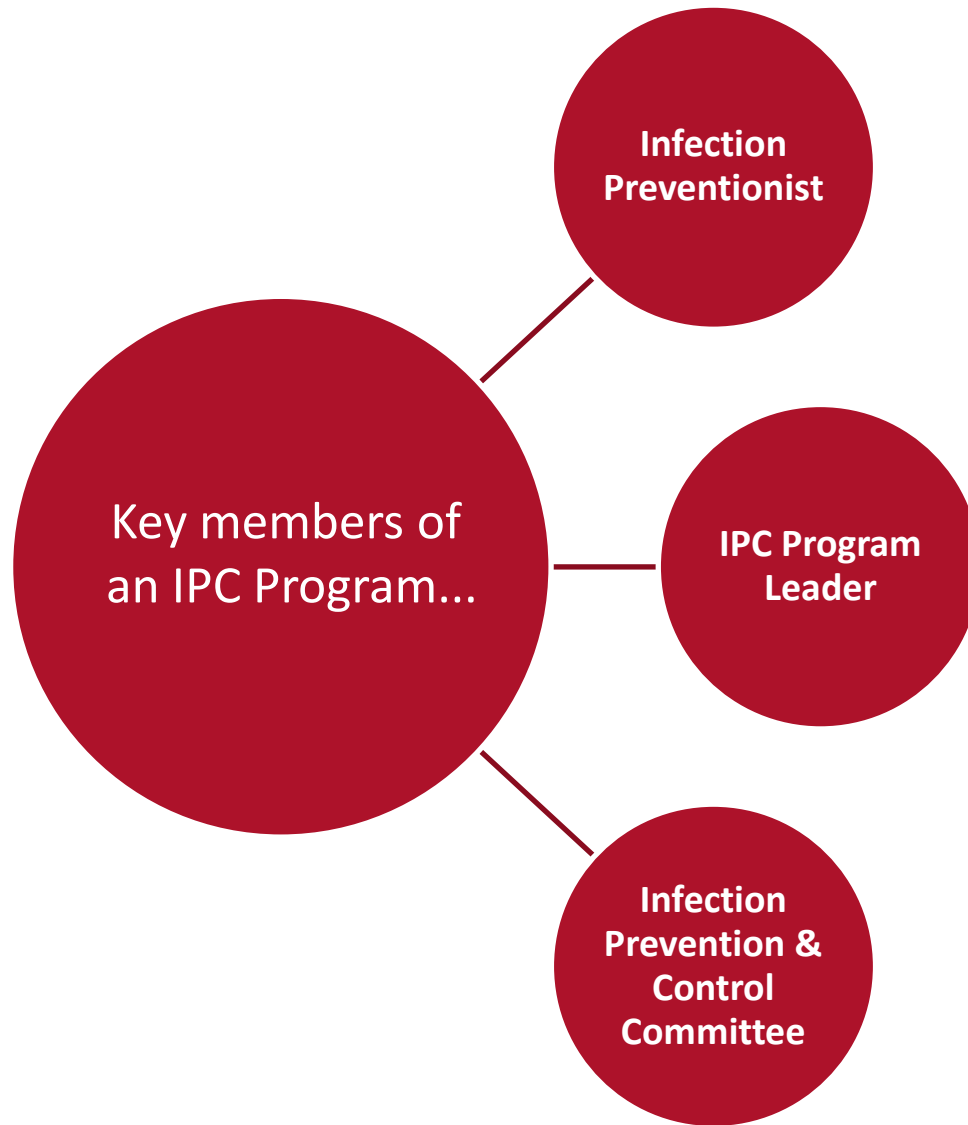 Infection
Preventionist
Key members of
an IPC Program...
IPC Program
Leader
Infection
Prevention &
Control
Committee